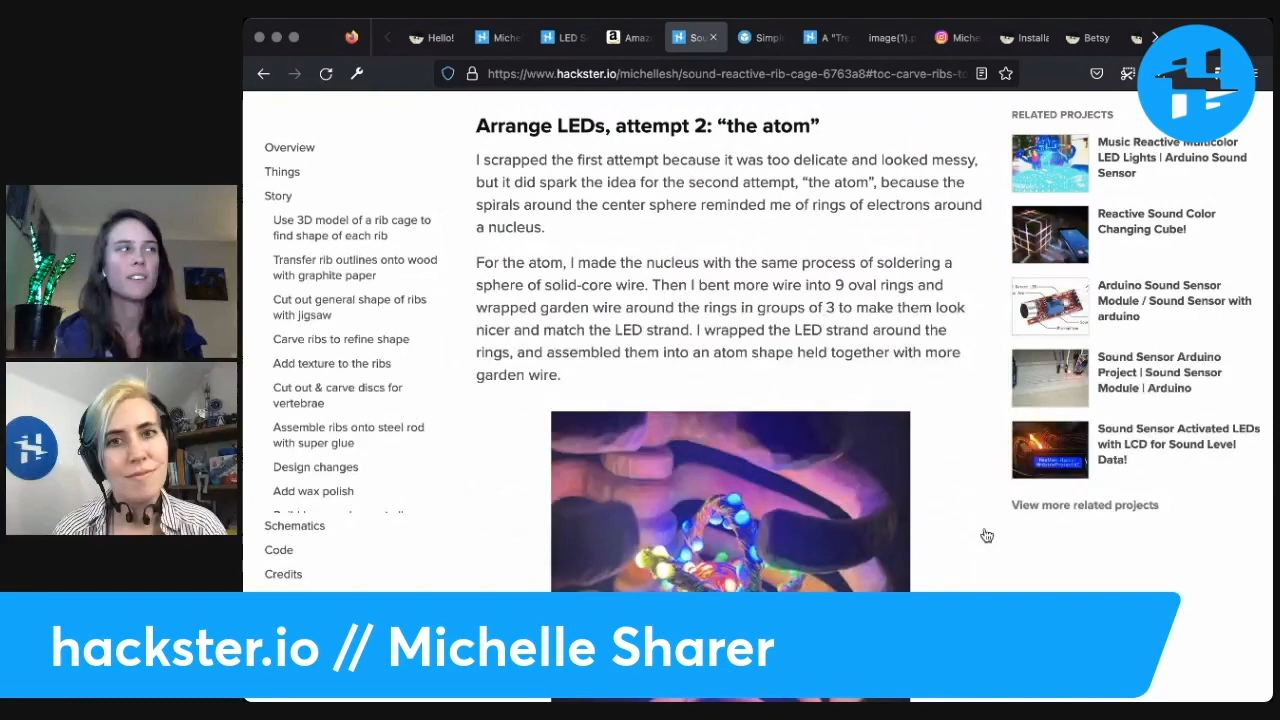 Hello!
Miche
LED S
Amaz
Sou
Simpl
A "Tre
image(1).p
Miche
Installa
Betsy
https://www.hackster.io/michellesh/sound-reactive-rib-cage-6763a8#toc-carve-ribs-to
Overview
Things
Story
Use 3D model of a rib cage to
find shape of each rib
Transfer rib outlines onto wood
with graphite paper
Cut out general shape of ribs
with jigsaw
Carve ribs to refine shape
Add texture to the ribs
Cut out & carve discs for
vertebrae
Assemble ribs onto steel rod
with super glue
Design changes
Add wax polish
Schematics
Code
Credits
Arrange LEDs, attempt 2: “the atom”
I scrapped the first attempt because it was too delicate and looked messy,
but it did spark the idea for the second attempt, “the atom”, because the
spirals around the center sphere reminded me of rings of electrons around
a nucleus.
For the atom, I made the nucleus with the same process of soldering a
sphere of solid-core wire. Then I bent more wire into 9 oval rings and
wrapped garden wire around the rings in groups of 3 to make them look
nicer and match the LED strand. I wrapped the LED strand around the
rings, and assembled them into an atom shape held together with more
garden wire.
RELATED PROJECTS
Music Reactive Multicolor
LED Lights | Arduino Sound
Sensor
Reactive Sound Color
Changing Cube!
Arduino Sound Sensor
Module / Sound Sensor with
arduino
Sound Sensor Arduino
Project | Sound Sensor
Module | Arduino
Sound Sensor Activated LEDs
with LCD for Sound Level
Data!
View more related projects
hackster.io // Michelle Sharer